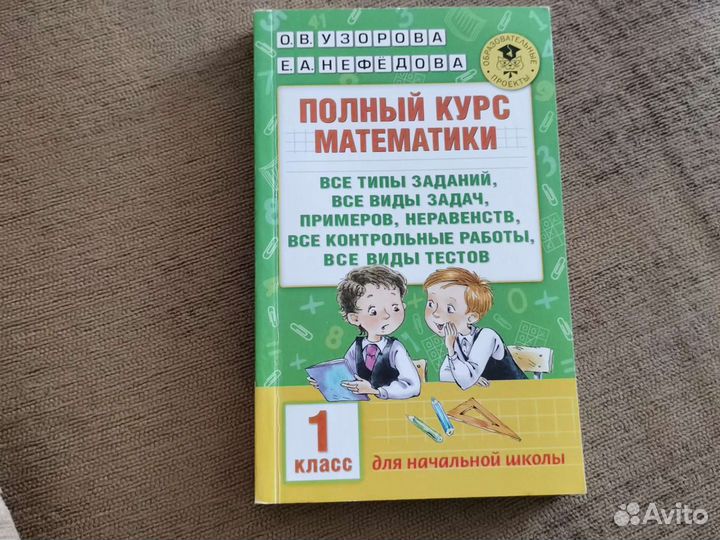 О.В.УЗОРОВА
Е.А.НЕФЁДОВА
ОБРАЗОВАТЕЛЬНЫЕ ПРОЕКТЫ
ПОЛНЫЙ КУРС
МАТЕМАТИКИ
ВСЕ ТИПЫ ЗАДАНИЙ,
ВСЕ ВИДЫ ЗАДАЧ,
ПРИМЕРОВ, НЕРАВЕНСТВ,
ВСЕ КОНТРОЛЬНЫЕ РАБОТЫ,
ВСЕ ВИДЫ ТЕСТОВ
1
класс
для начальной школы
Avito